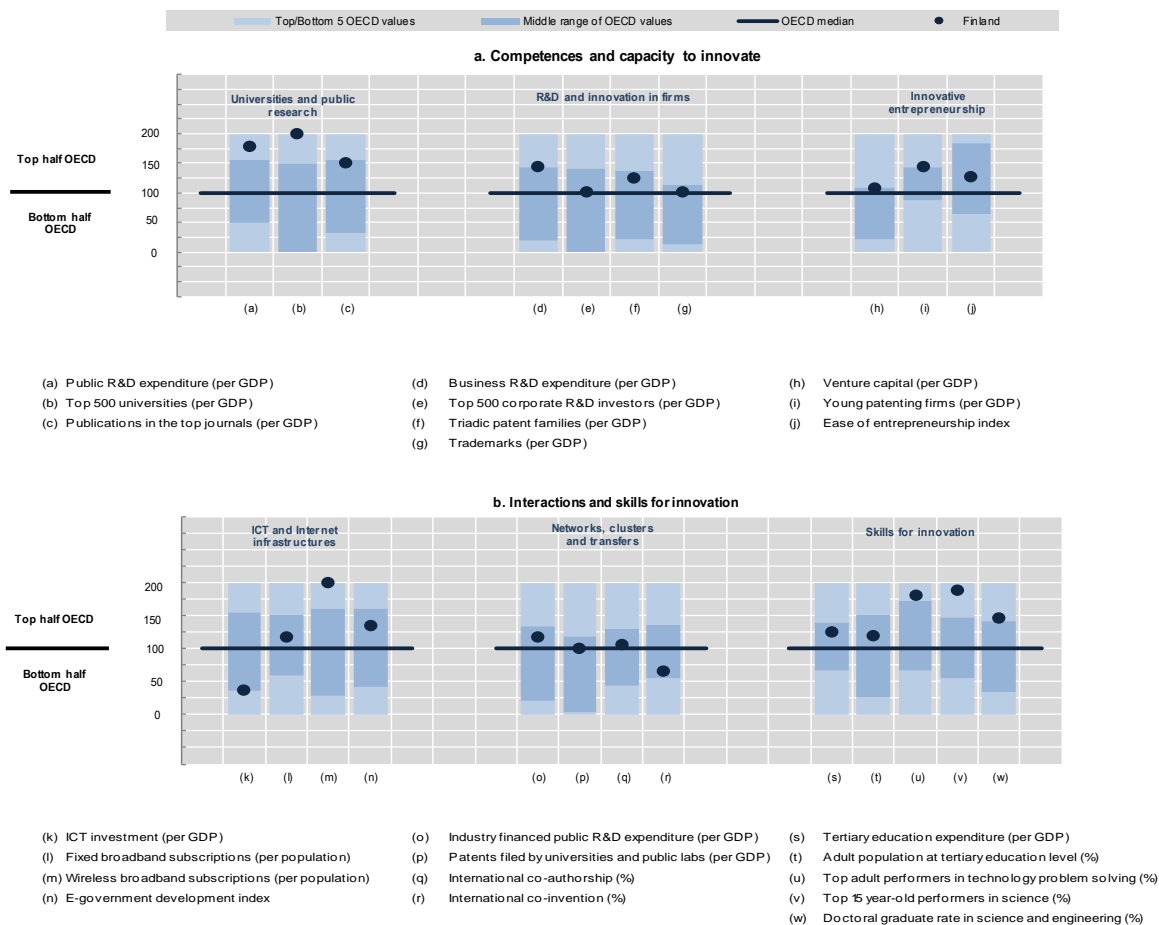 Top/Bottom 5 OECD values Middle range of OECD values OECD median Finland
a. Competences and capacity to innovate
Universities and public
research
R&D and innovation in firms
Innovative
entrepreneurship
200
150
100
50
0
Top half OECD
Bottom half
OECD
(a) (b) (c) (d) (e) (f) (g) (h) (i) (j)
(a) Public R&D expenditure (per GDP)
(b) Top 500 universities (per GDP)
(c) Publications in the top journals (per GDP)
(d) Business R&D expenditure (per GDP)
(e) Top 500 corporate R&D investors (per GDP)
(f) Triadic patent families (per GDP)
(g) Trademarks (per GDP)
(h) Venture capital (per GDP)
(i) Young patenting firms (per GDP)
(j) Ease of entrepreneurship index
b. Interactions and skills for innovation
ICT and Internet
infrastructures
Networks, clusters
and transfers
Skills for innovation
200
150
100
50
0
Top half OECD
Bottom half
OECD
(k) (l) (m) (n) (o) (p) (q) (r) (s) (t) (u) (v) (w)
(k) ICT investment (per GDP)
(l) Fixed broadband subscriptions (per population)
(m) Wireless broadband subscriptions (per population)
(n) E-government development index
(o) Industry financed public R&D expenditure (per GDP)
(p) Patents filed by universities and public labs (per GDP)
(q) International co-authorship (%)
(r) International co-invention (%)
(s) Tertiary education expenditure (per GDP)
(t) Adult population at tertiary education level (%)
(u) Top adult performers in technology problem solving (%)
(v) Top 15 year-old performers in science (%)
(w) Doctoral graduate rate in science and engineering (%)